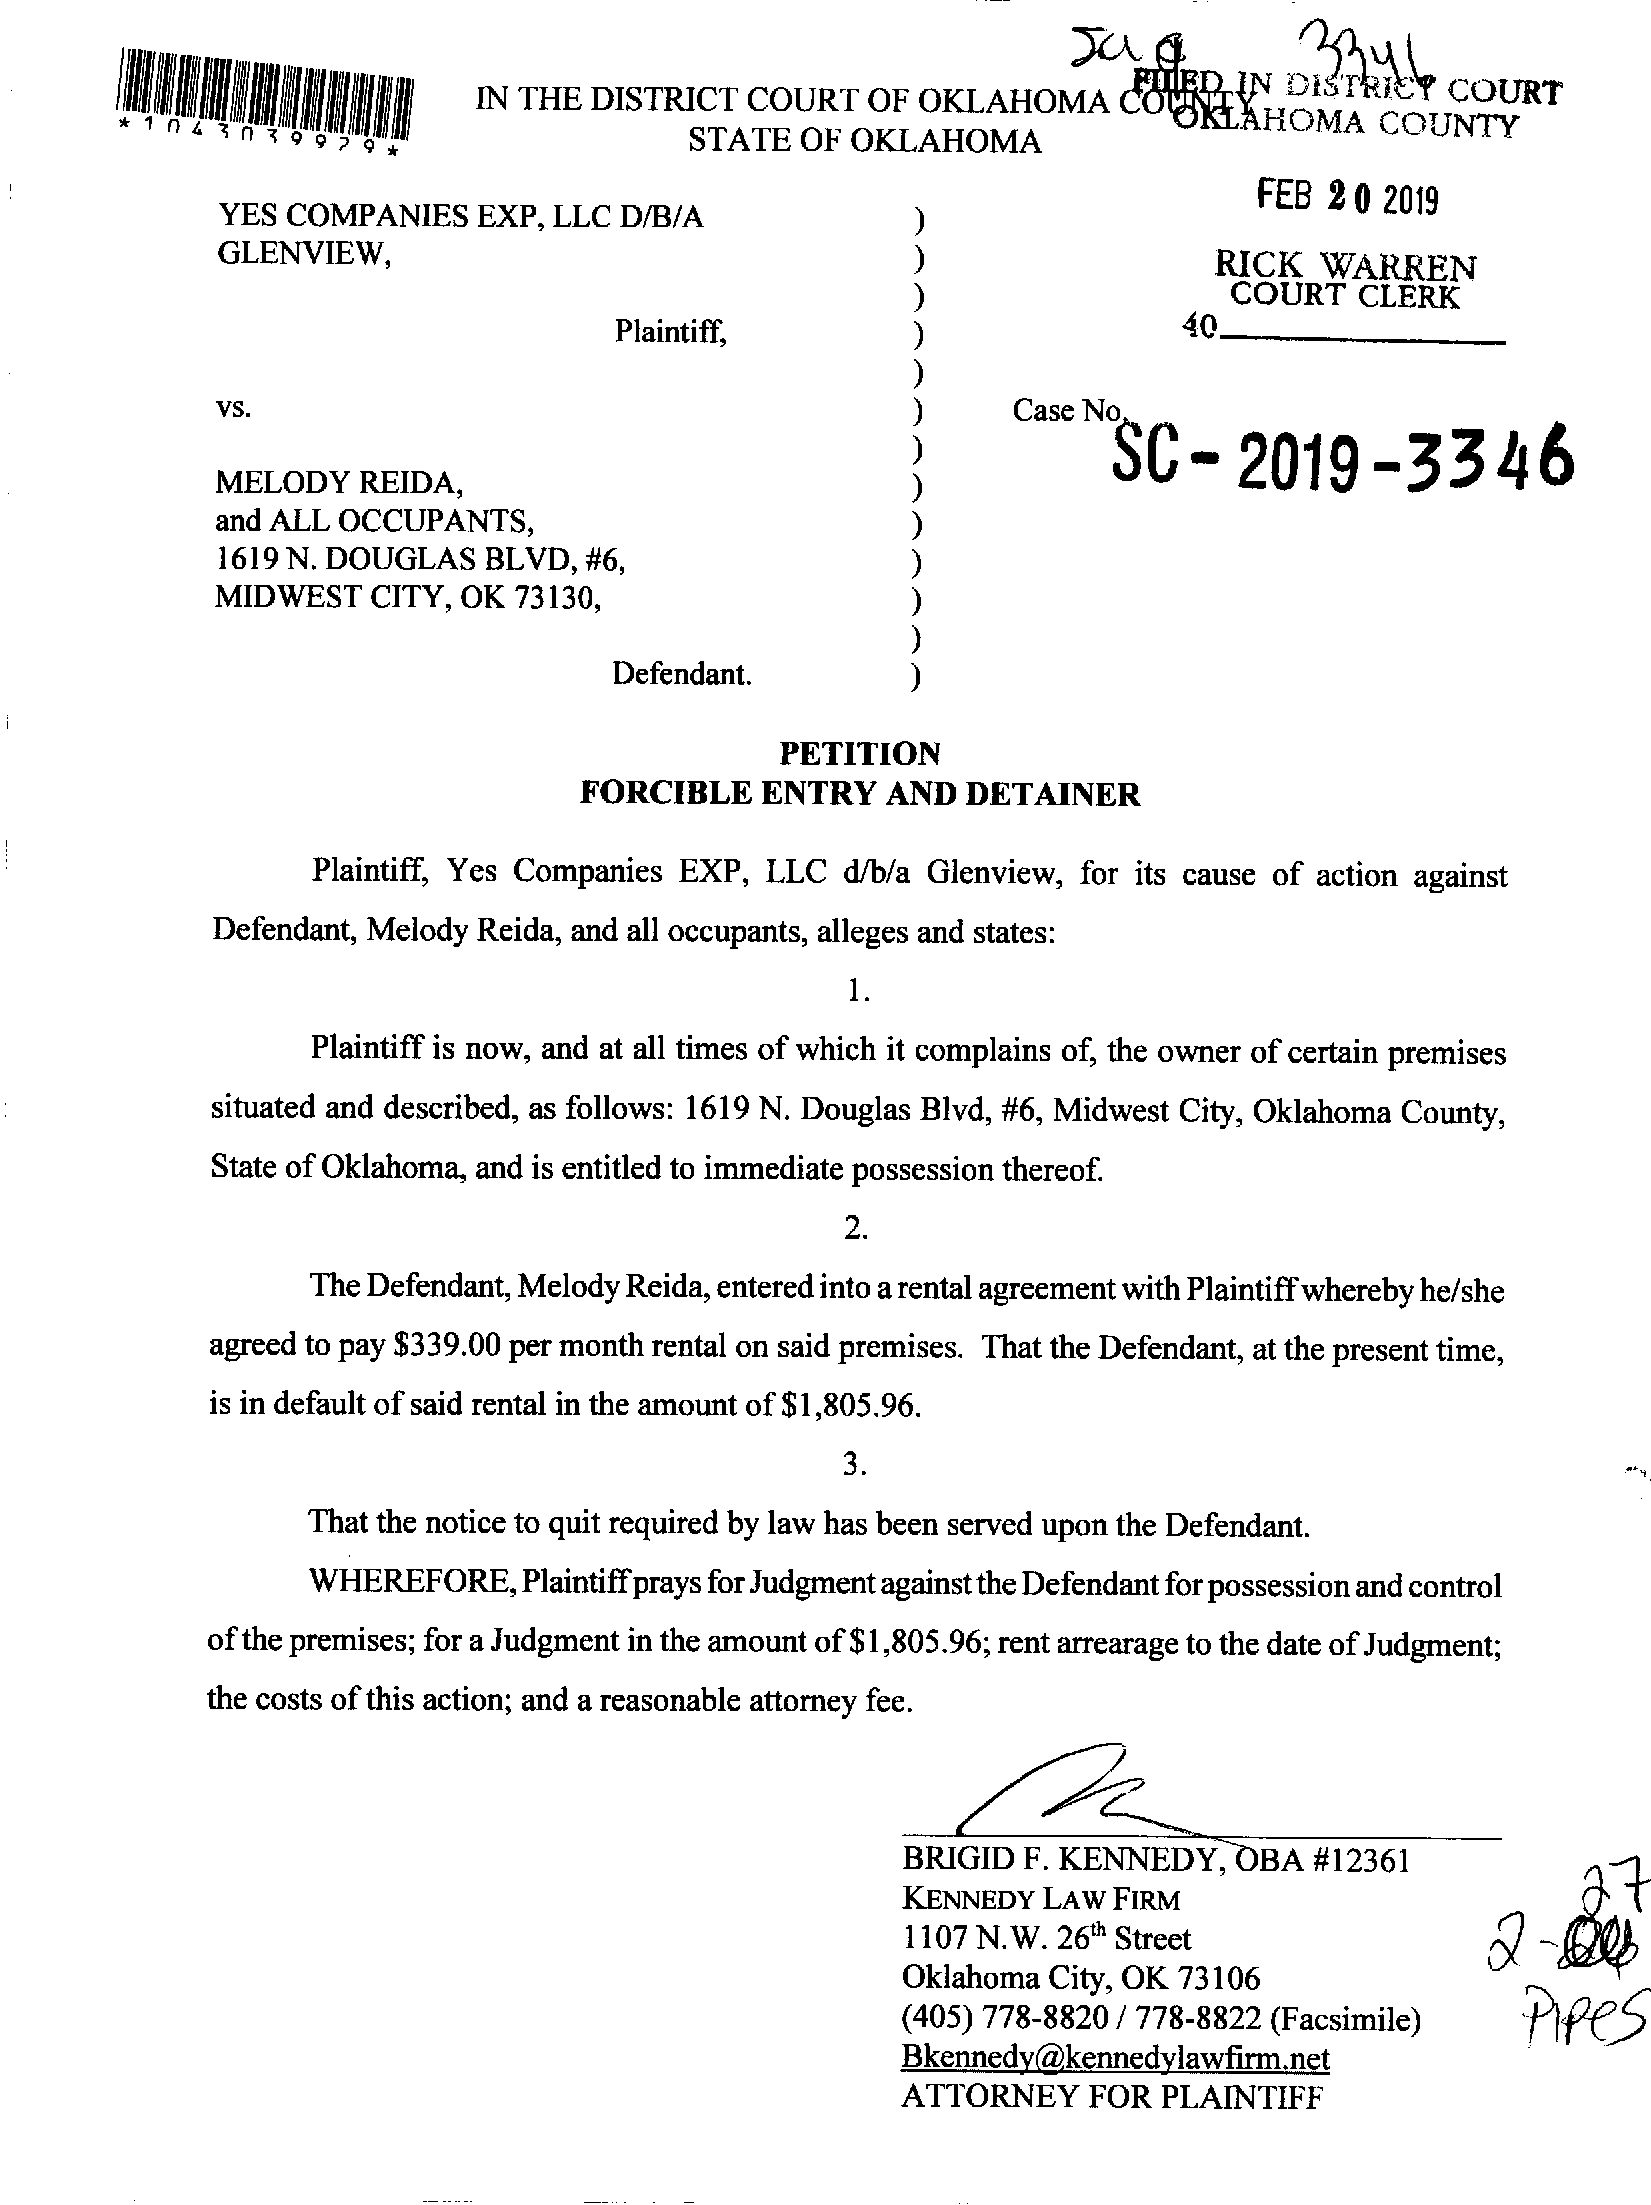 3346
FILED IN DISTRICT COURT
OKLAHOMA COUNTY
IN THE DISTRICT COURT OF OKLAHOMA COUNTY
STATE OF OKLAHOMA
*1043039979*
FEB 20 2019
RICK WARREN
COURT CLERK
40
YES COMPANIES EXP, LLC D/B/A )
GLENVIEW, )
)
Plaintiff, )
)
vs. ) Case No.
SC-2019-3346
)
MELODY REIDA, )
and ALL OCCUPANTS, )
1619 N. DOUGLAS BLVD, #6, )
MIDWEST CITY, OK 73130, )
)
Defendant. )
PETITION
FORCIBLE ENTRY AND DETAINER
Plaintiff, Yes Companies EXP, LLC d/b/a Glenview, for its cause of action against
Defendant, Melody Reida, and all occupants, alleges and states:
1.
Plaintiff is now, and at all times of which it complains of, the owner of certain premises
situated and described, as follows: 1619 N. Douglas Blvd, #6, Midwest City, Oklahoma County,
State of Oklahoma, and is entitled to immediate possession thereof.
2.
The Defendant, Melody Reida, entered into a rental agreement with Plaintiff whereby he/she
agreed to pay $339.00 per month rental on said premises. That the Defendant, at the present time,
is in default of said rental in the amount of $1,805.96.
3.
That the notice to quit required by law has been served upon the Defendant.
WHEREFORE, Plaintiff prays for Judgment against the Defendant for possession and control
of the premises; for a Judgment in the amount of $1,805.96; rent arrearage to the date of Judgment;
the costs of this action; and a reasonable attorney fee.
BRIGID F. KENNEDY, OBA #12361
KENNEDY LAW FIRM
1107 N.W. 26th Street
Oklahoma City, OK 73106
(405) 778-8820 / 778-8822 (Facsimile)
Bkennedy@kennedylawfirm.net
ATTORNEY FOR PLAINTIFF
27
2-
PIPES